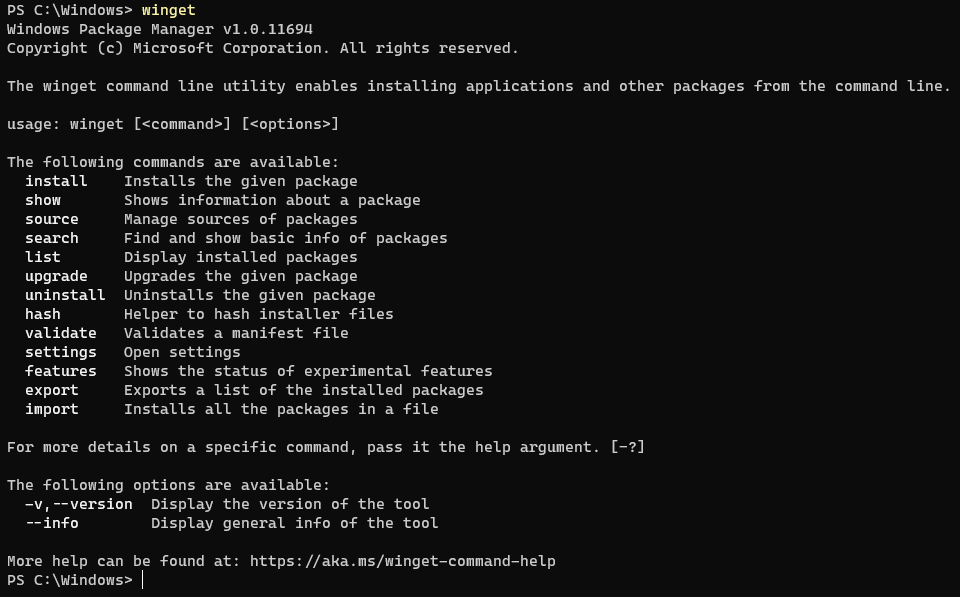 PS C:\Windows> winget
Windows Package Manager v1.0.11694
Copyright (c) Microsoft Corporation. All rights reserved.
The winget command line utility enables installing applications and other packages from the command line.
usage: winget [<command>] [<options>]
The following commands are available:
install    Installs the given package
show       Shows information about a package
source     Manage sources of packages
search     Find and show basic info of packages
list       Display installed packages
upgrade    Upgrades the given package
uninstall  Uninstalls the given package
hash       Helper to hash installer files
validate   Validates a manifest file
settings   Open settings
features   Shows the status of experimental features
export     Exports a list of the installed packages
import     Installs all the packages in a file
For more details on a specific command, pass it the help argument. [-?]
The following options are available:
-v,--version  Display the version of the tool
--info        Display general info of the tool
More help can be found at: https://aka.ms/winget-command-help
PS C:\Windows>